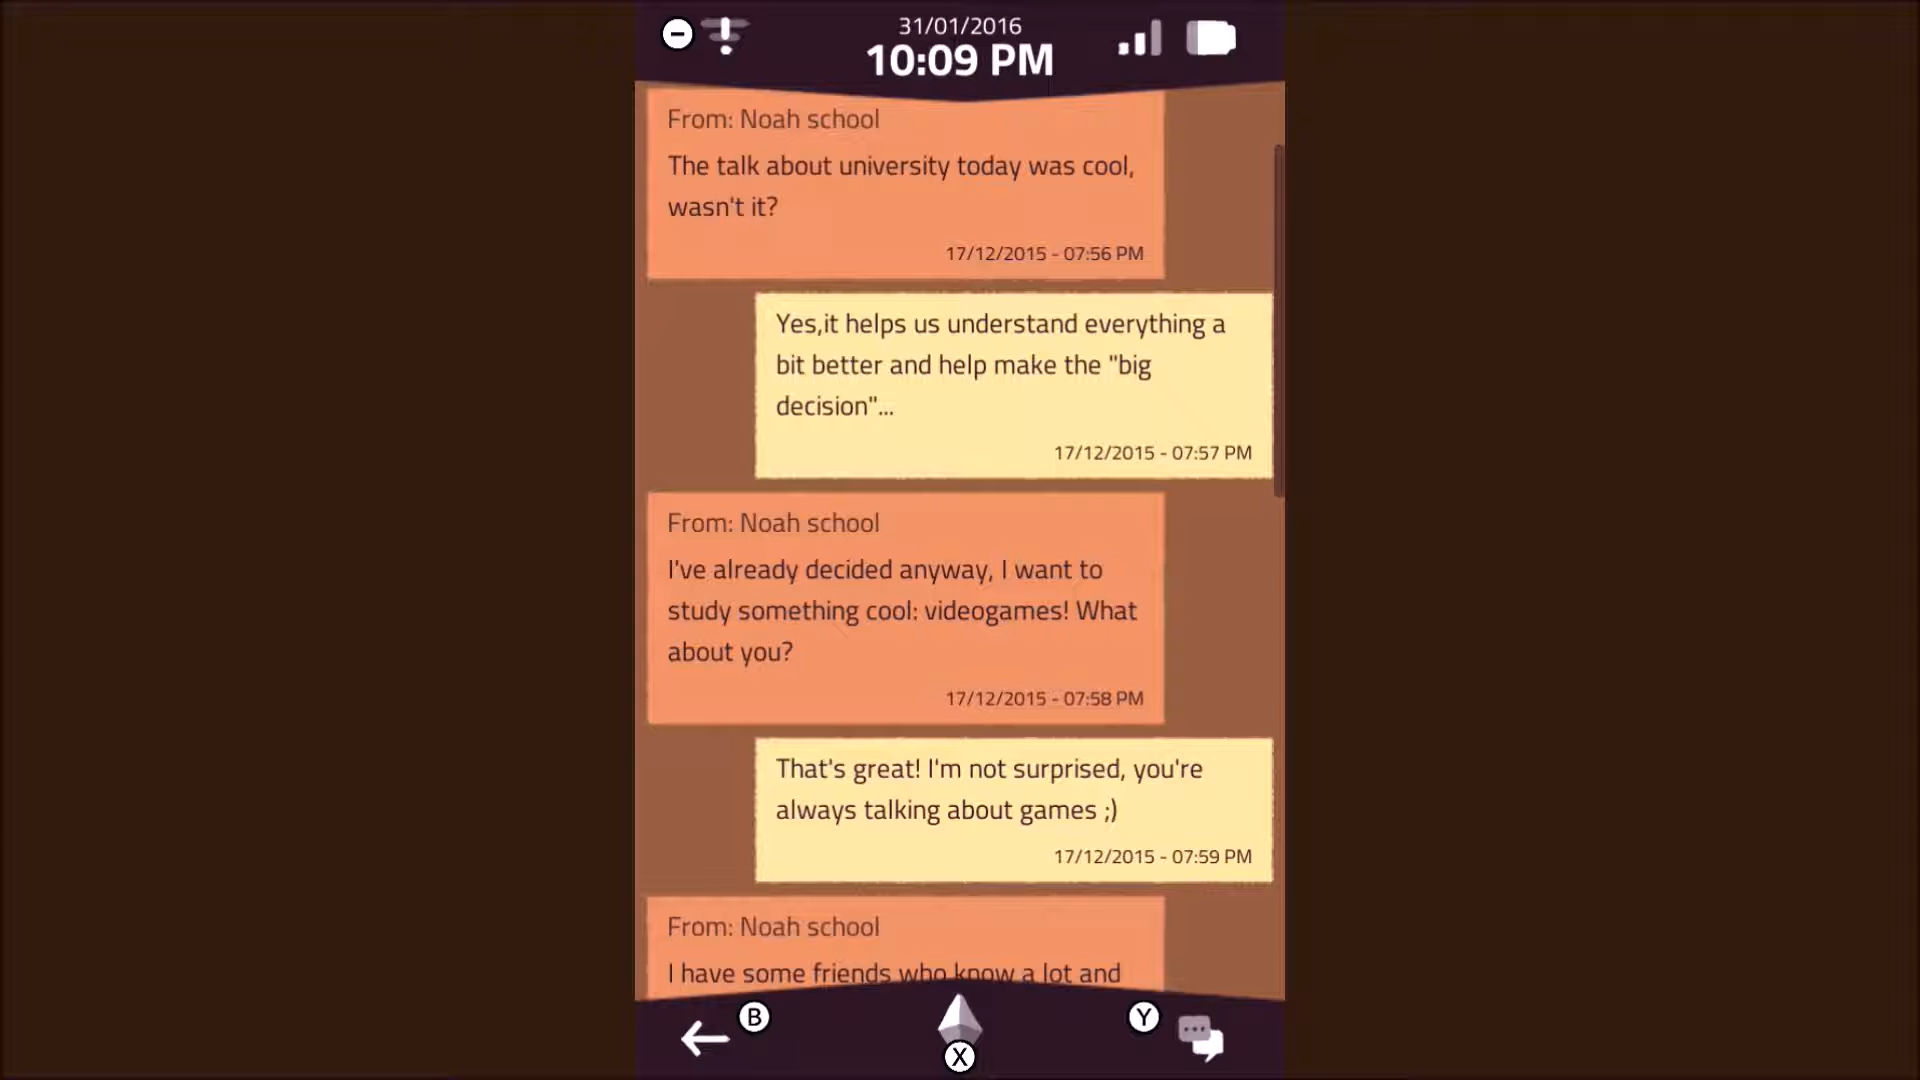 31/01/2016
10:09 PM
From: Noah school
The talk about university today was cool,
wasn't it?
17/12/2015 - 07:56 PM
Yes,it helps us understand everything a
bit better and help make the "big
decision"...
17/12/2015 - 07:57 PM
From: Noah school
I've already decided anyway, I want to
study something cool: videogames! What
about you?
17/12/2015 - 07:58 PM
That's great! I'm not surprised, you're
always talking about games ;)
17/12/2015 - 07:59 PM
From: Noah school
I have some friends who know a lot and
B
Y
X